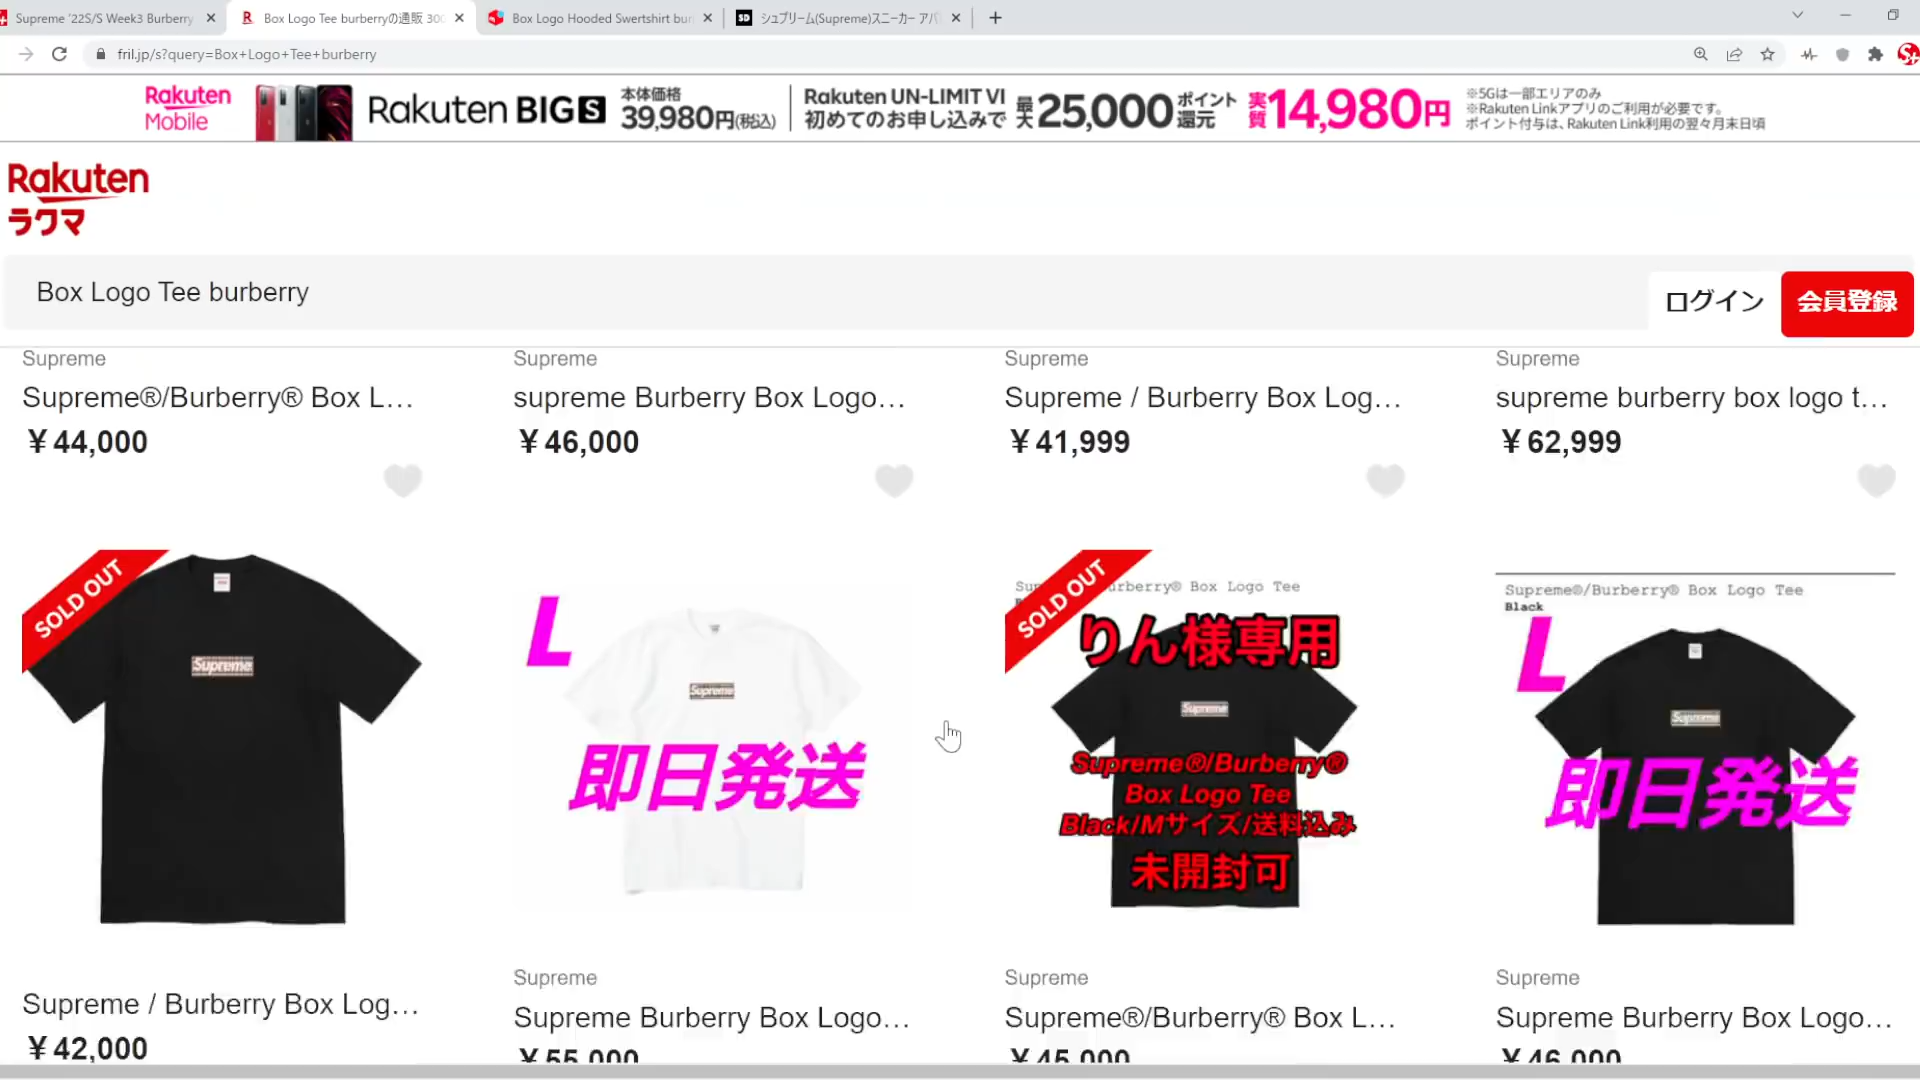 Supreme '22S/S Week3 Burberry
Box Logo Tee burberryの通販 300
Box Logo Hooded Swertshirt bur
シュプリーム(Supreme)スニーカー アパ
fril.jp/s?query=Box+Logo+Tee+burberry
Rakuten
Mobile
Rakuten BIG S
本体価格
39,980円(税込)
Rakuten UN-LIMIT VI
初めてのお申し込みで
最大25,000ポイント還元
実質14,980円
※5Gは一部エリアのみ
※Rakuten Linkアプリのご利用が必要です。
ポイント付与は、Rakuten Link利用の翌々月末日頃
Rakuten
ラクマ
Box Logo Tee burberry
ログイン
会員登録
Supreme
Supreme
Supreme
Supreme
Supreme®/Burberry® Box L...
supreme Burberry Box Logo...
Supreme / Burberry Box Log...
supreme burberry box logo t...
¥44,000
¥46,000
¥41,999
¥62,999
SOLD OUT
Supreme
L
Supreme
即日発送
SOLD OUT
urberry® Box Logo Tee
りん様専用
Supreme
Supreme®/Burberry®
Box Logo Tee
Black/Mサイズ/送料込み
未開封可
Supreme®/Burberry® Box Logo Tee
Black
L
Supreme
即日発送
Supreme
Supreme
Supreme
Supreme / Burberry Box Log...
Supreme Burberry Box Logo...
Supreme®/Burberry® Box L...
Supreme Burberry Box Logo...
¥42,000
¥55,000
¥45,000
¥46,000